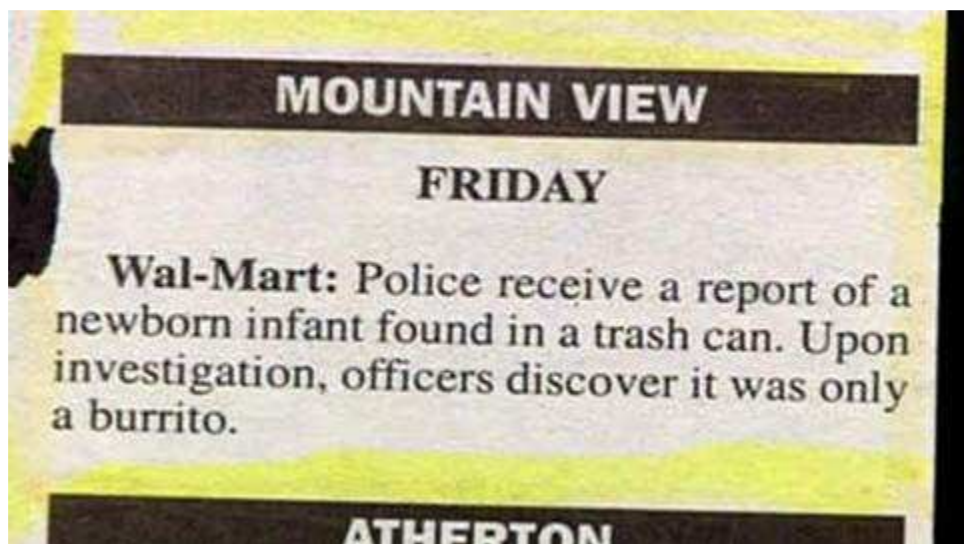 MOUNTAIN VIEW
FRIDAY
Wal-Mart: Police receive a report of a
newborn infant found in a trash can. Upon
investigation, officers discover it was only
a burrito.
ATHERTON